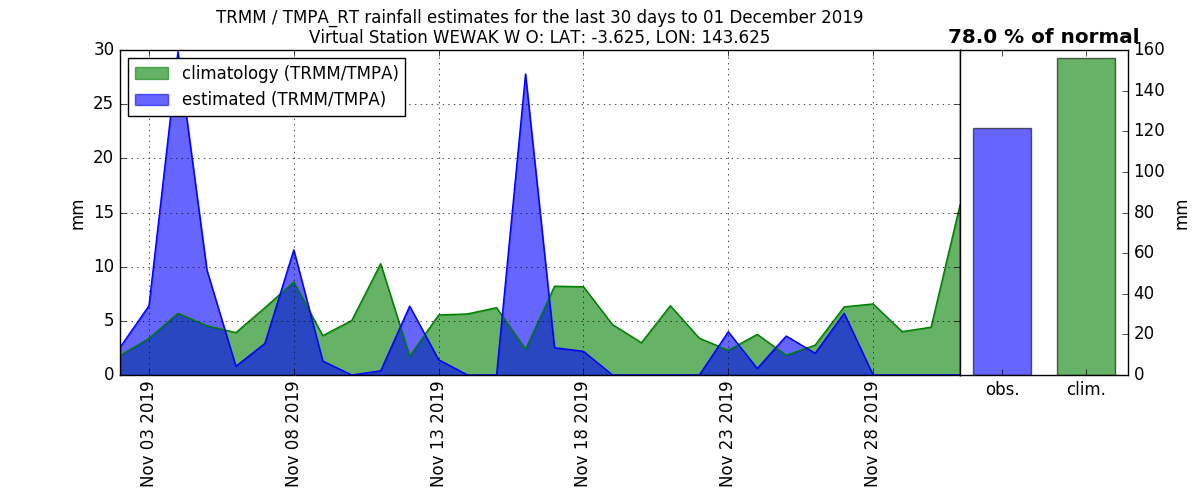 TRMM / TMPA_RT rainfall estimates for the last 30 days to 01 December 2019
Virtual Station WEWAK W O: LAT: -3.625, LON: 143.625
78.0 % of normal
climatology (TRMM/TMPA)
estimated (TRMM/TMPA)
30
25
20
15
10
5
0
mm
Nov 03 2019
Nov 08 2019
Nov 13 2019
Nov 18 2019
Nov 23 2019
Nov 28 2019
160
140
120
100
80
60
40
20
0
mm
obs.
clim.